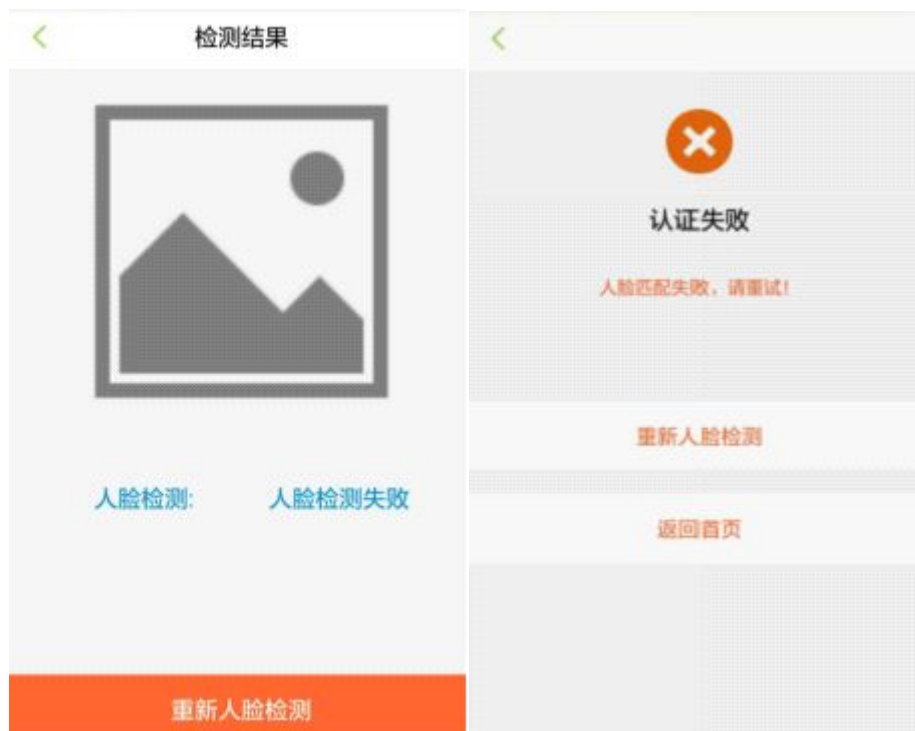 检测结果
人脸检测: 人脸检测失败
重新人脸检测
认证失败
人脸匹配失败，请重试！
重新人脸检测
返回首页